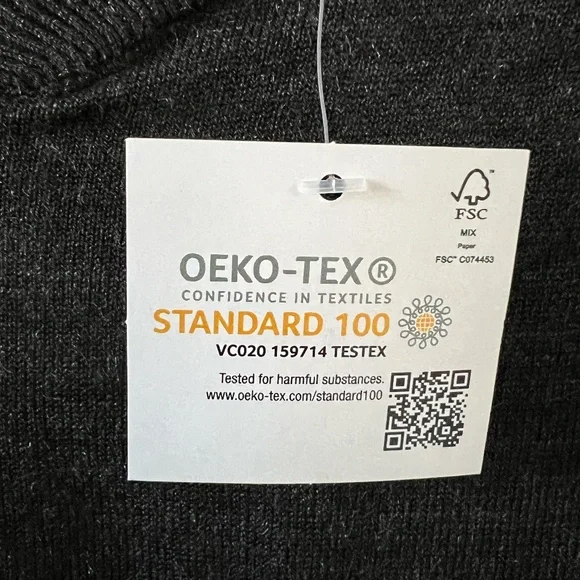 FSC™
MIX
Paper
FSC™ C074453
OEKO-TEX®
CONFIDENCE IN TEXTILES
STANDARD 100
VC020 159714 TESTEX
Tested for harmful substances.
www.oeko-tex.com/standard100